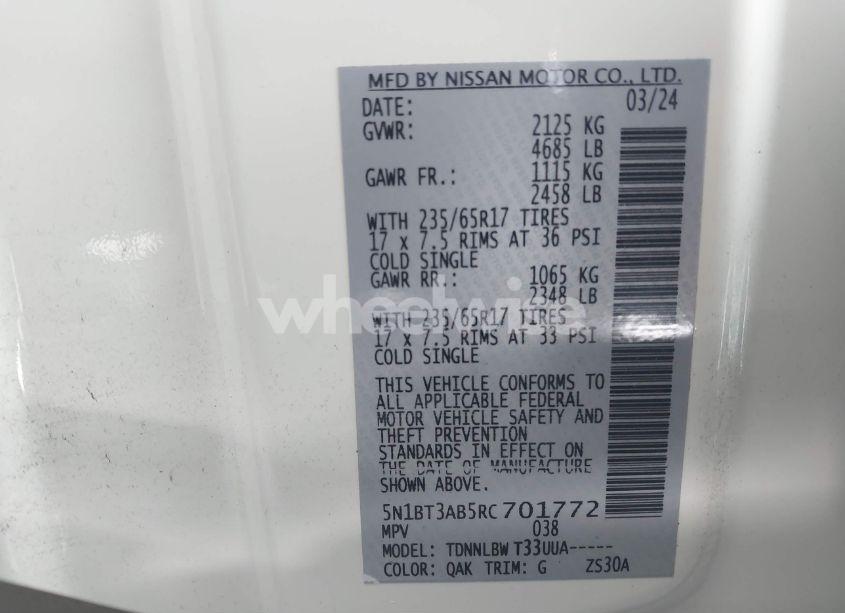 MFD BY NISSAN MOTOR CO., LTD.
DATE: 03/24
GVWR: 2125 KG
4685 LB
GAWR FR.: 1115 KG
2458 LB
WITH 235/65R17 TIRES
17 x 7.5 RIMS AT 36 PSI
COLD SINGLE
GAWR RR.: 1065 KG
2348 LB
wheelwire
WITH 235/65R17 TIRES
17 x 7.5 RIMS AT 33 PSI
COLD SINGLE
THIS VEHICLE CONFORMS TO
ALL APPLICABLE FEDERAL
MOTOR VEHICLE SAFETY AND
THEFT PREVENTION
STANDARDS IN EFFECT ON
THE DATE OF MANUFACTURE
SHOWN ABOVE.
5N1BT3AB5RC701772
MPV 038
MODEL: TDNNLBW T33UUA-----
COLOR: QAK TRIM: G ZS30A